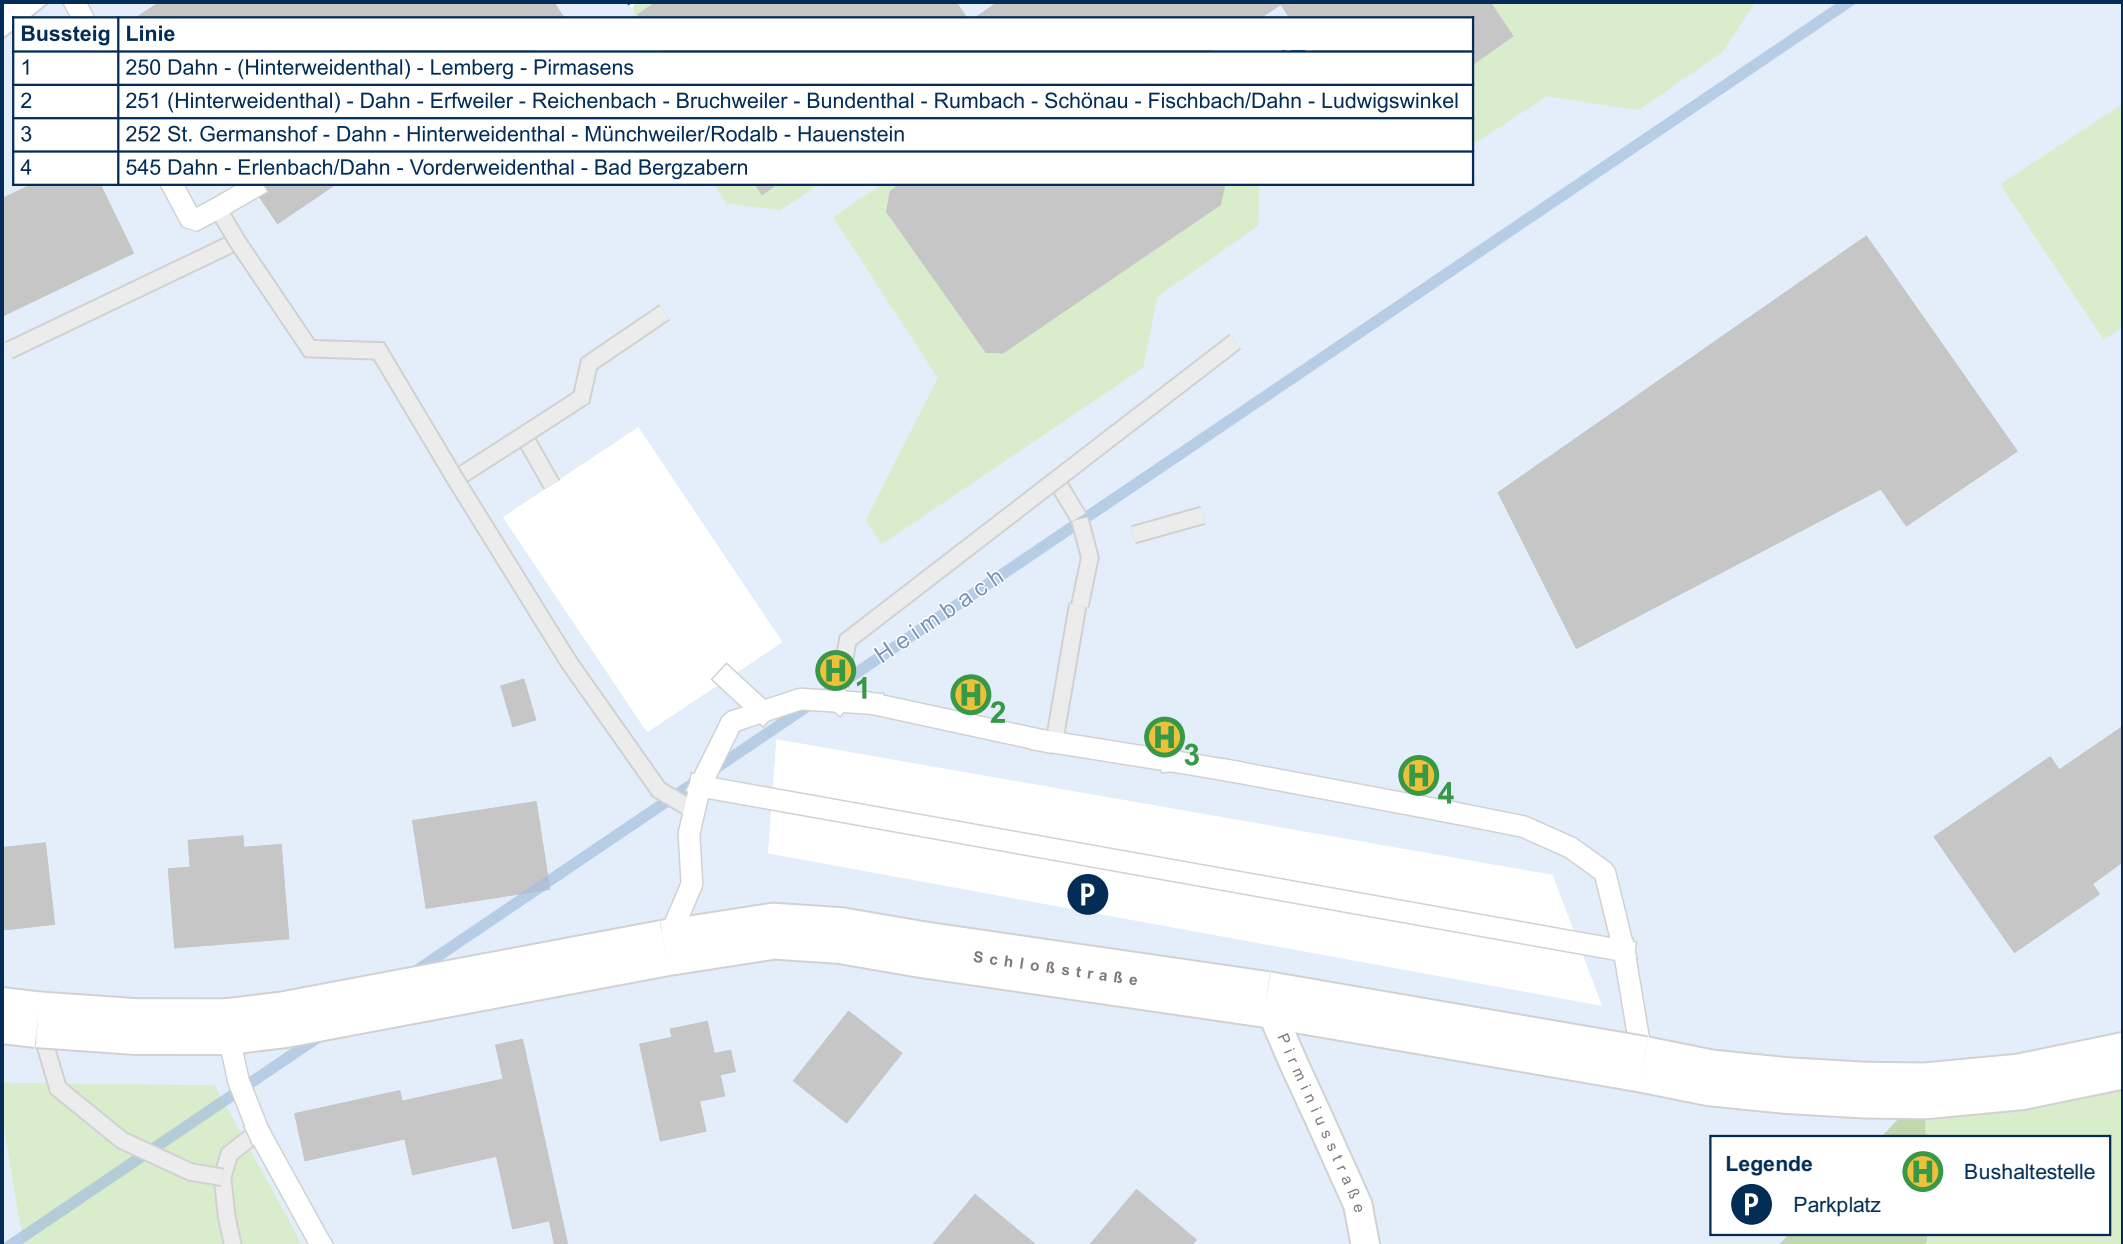 Bussteig Linie
1 250 Dahn - (Hinterweidenthal) - Lemberg - Pirmasens
2 251 (Hinterweidenthal) - Dahn - Erfweiler - Reichenbach - Bruchweiler - Bundenthal - Rumbach - Schönau - Fischbach/Dahn - Ludwigswinkel
3 252 St. Germanshof - Dahn - Hinterweidenthal - Münchweiler/Rodalb - Hauenstein
4 545 Dahn - Erlenbach/Dahn - Vorderweidenthal - Bad Bergzabern
Heimbach
H 1
H 2
H 3
H 4
P
Schloßstraße
Pirminiusstraße
Legende
H Bushaltestelle
P Parkplatz